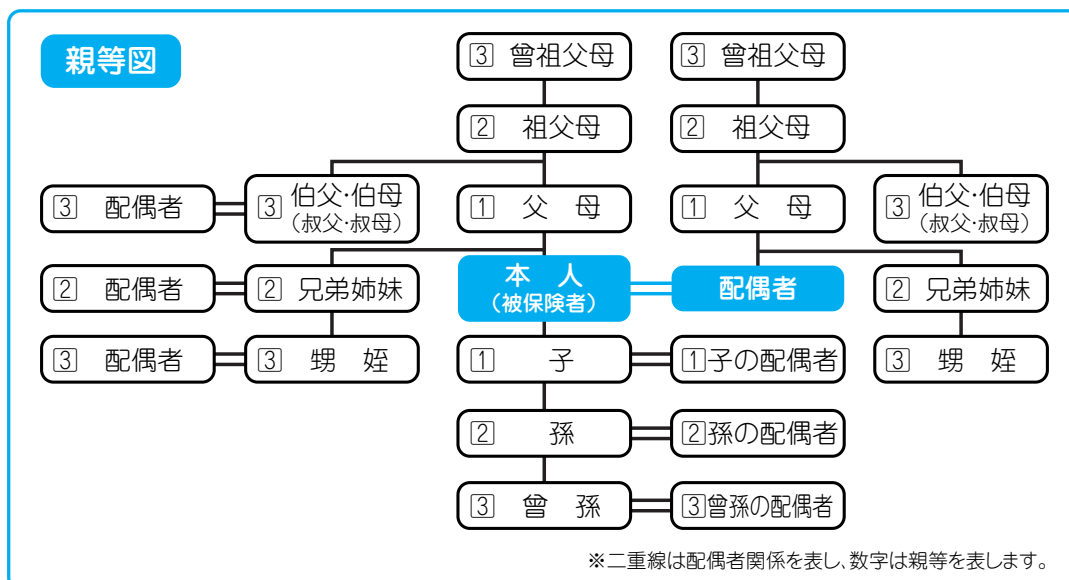 親等図
3 曾祖父母
3 曾祖父母
2 祖父母
2 祖父母
3 配偶者
3 伯父･伯母
（叔父･叔母）
1 父 母
1 父 母
3 伯父･伯母
（叔父･叔母）
2 配偶者
2 兄弟姉妹
本 人
（被保険者）
配偶者
2 兄弟姉妹
3 配偶者
3 甥 姪
1 子
1 子の配偶者
3 甥 姪
2 孫
2 孫の配偶者
3 曾 孫
3 曾孫の配偶者
※二重線は配偶者関係を表し、数字は親等を表します。